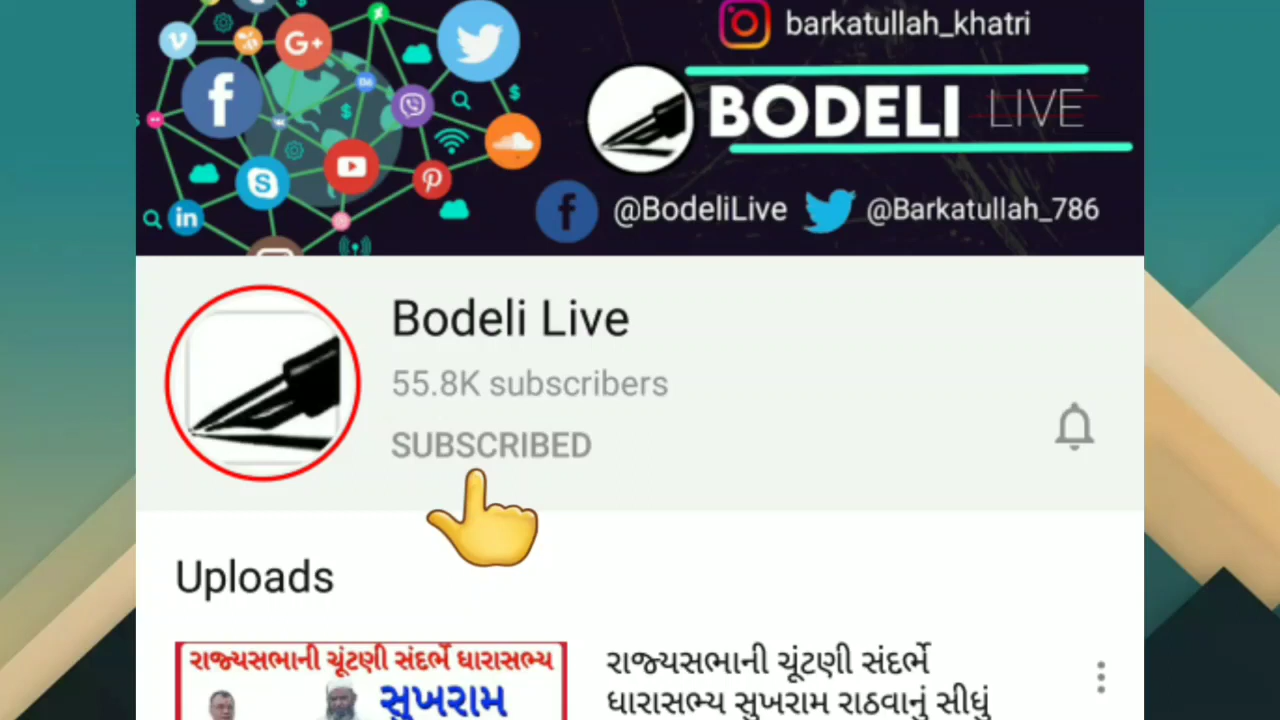 barkatullah_khatri
BODELI LIVE
@BodeliLive @Barkatullah_786
Bodeli Live
55.8K subscribers
SUBSCRIBED
Uploads
રાજ્યસભાની ચૂંટણી સંદર્ભે ધારાસભ્ય
સુખરામ
રાજ્યસભાની ચૂંટણી સંદર્ભે
ધારાસભ્ય સુખરામ રાઠવાનું સીધું